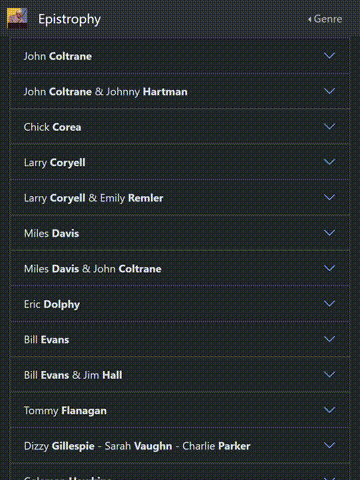 Epistrophy
Genre
John Coltrane
John Coltrane & Johnny Hartman
Chick Corea
Larry Coryell
Larry Coryell & Emily Remler
Miles Davis
Miles Davis & John Coltrane
Eric Dolphy
Bill Evans
Bill Evans & Jim Hall
Tommy Flanagan
Dizzy Gillespie - Sarah Vaughn - Charlie Parker